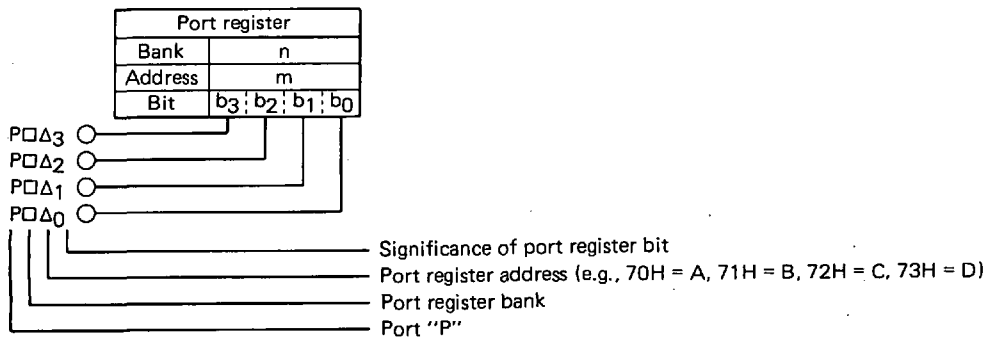 Port register
Bank n
Address m
Bit b3 b2 b1 b0
P□Δ3
P□Δ2
P□Δ1
P□Δ0
Significance of port register bit
Port register address (e.g., 70H = A, 71H = B, 72H = C, 73H = D)
Port register bank
Port "P"